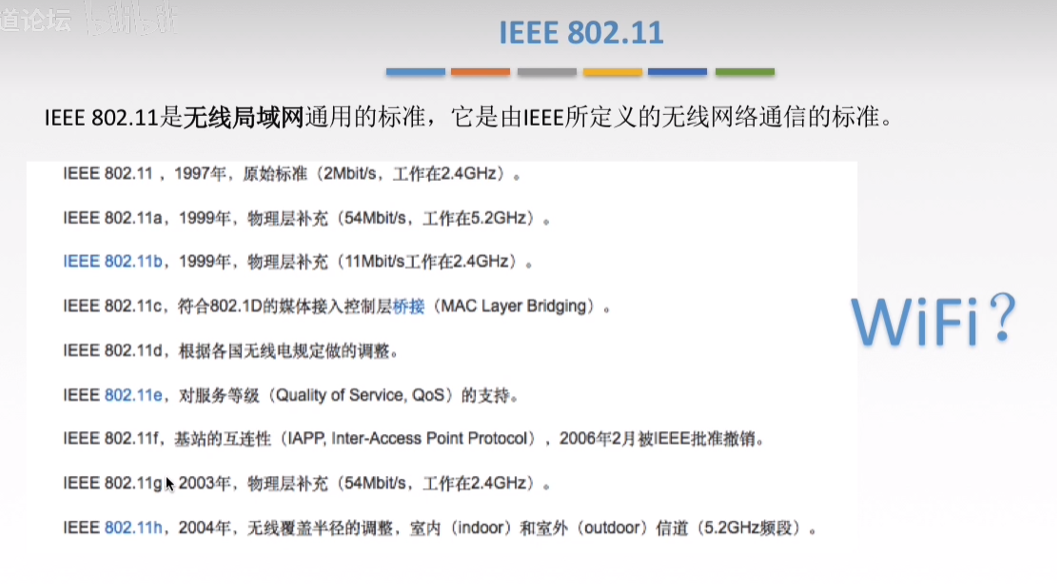 道论坛
IEEE 802.11
IEEE 802.11是无线局域网通用的标准，它是由IEEE所定义的无线网络通信的标准。
IEEE 802.11 ，1997年，原始标准（2Mbit/s，工作在2.4GHz）。
IEEE 802.11a，1999年，物理层补充（54Mbit/s，工作在5.2GHz）。
IEEE 802.11b，1999年，物理层补充（11Mbit/s工作在2.4GHz）。
IEEE 802.11c，符合802.1D的媒体接入控制层桥接（MAC Layer Bridging）。
IEEE 802.11d，根据各国无线电规定做的调整。
IEEE 802.11e，对服务等级（Quality of Service, QoS）的支持。
IEEE 802.11f，基站的互连性（IAPP, Inter-Access Point Protocol），2006年2月被IEEE批准撤销。
IEEE 802.11g，2003年，物理层补充（54Mbit/s，工作在2.4GHz）。
IEEE 802.11h，2004年，无线覆盖半径的调整，室内（indoor）和室外（outdoor）信道（5.2GHz频段）。
WiFi？